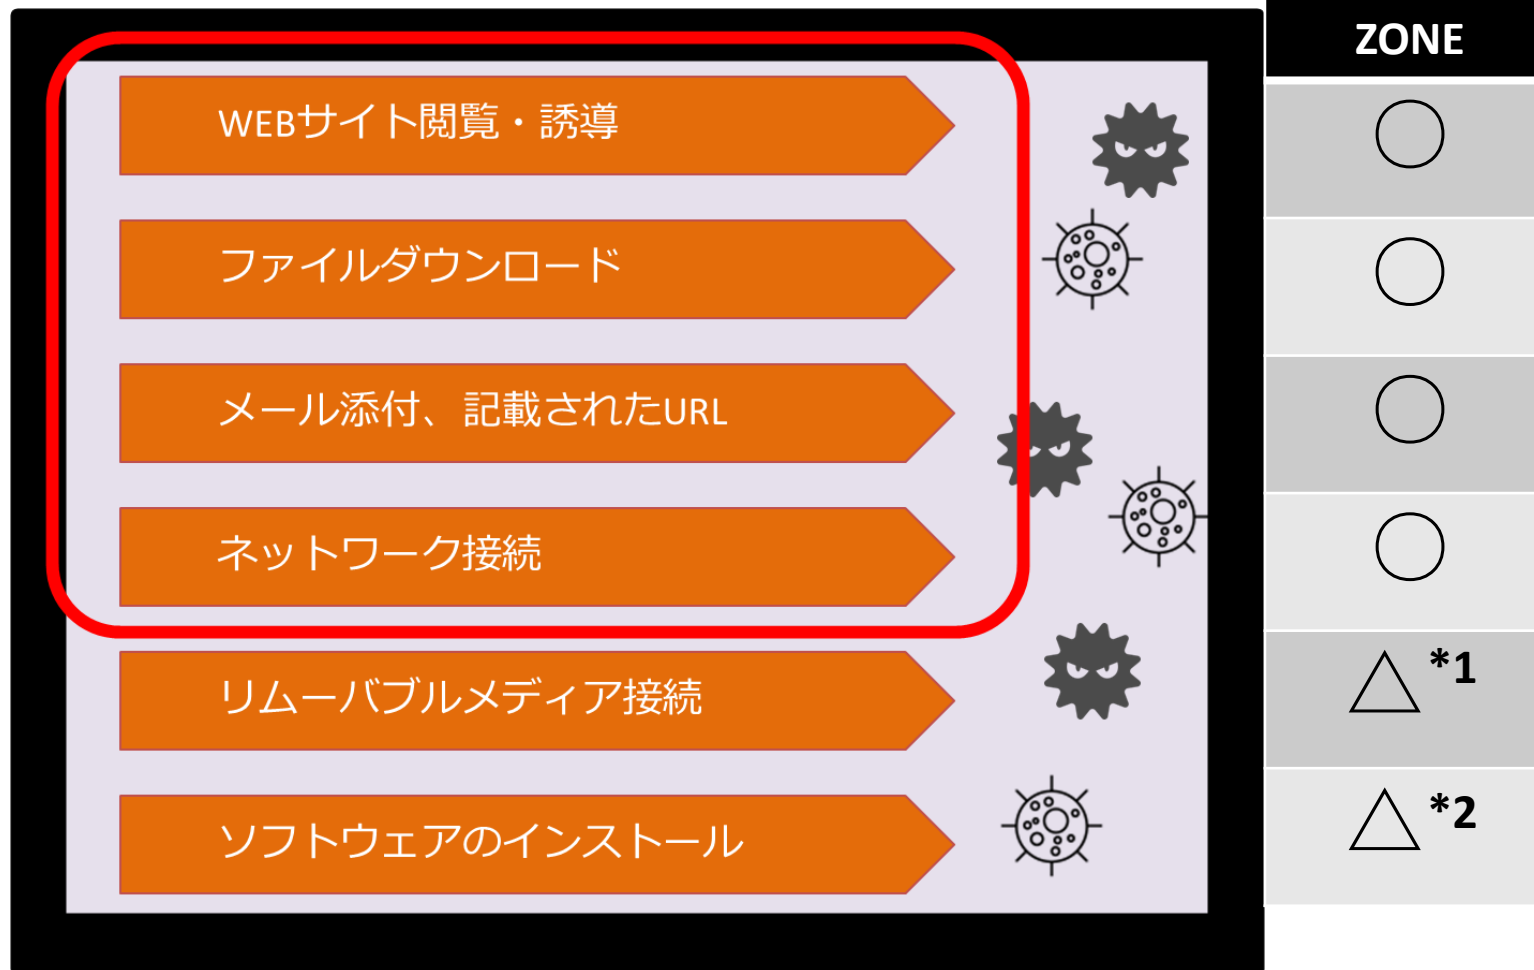 ZONE
WEBサイト閲覧・誘導
ファイルダウンロード
メール添付、記載されたURL
ネットワーク接続
リムーバブルメディア接続
*1
ソフトウェアのインストール
*2